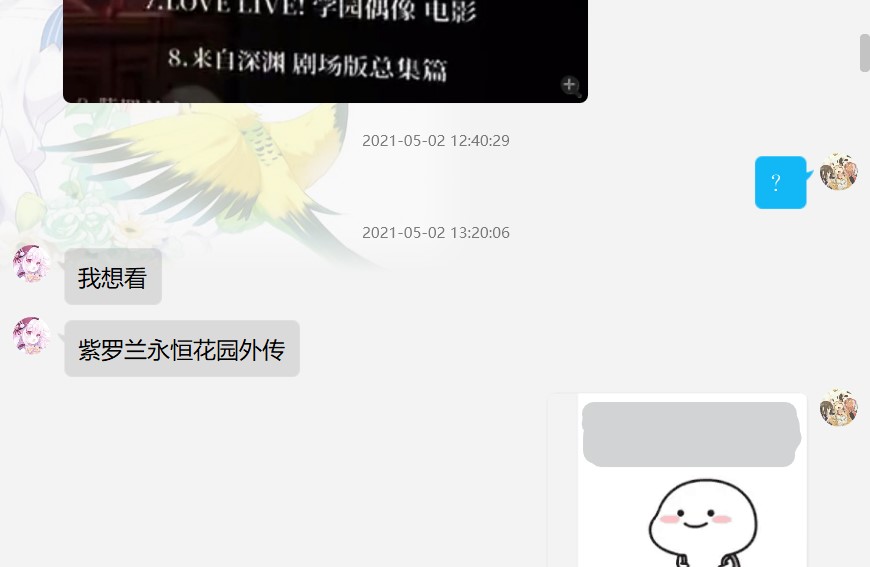 7.LOVE LIVE! 学园偶像 电影
8.来自深渊 剧场版总集篇
2021-05-02 12:40:29
?
2021-05-02 13:20:06
我想看
紫罗兰永恒花园外传